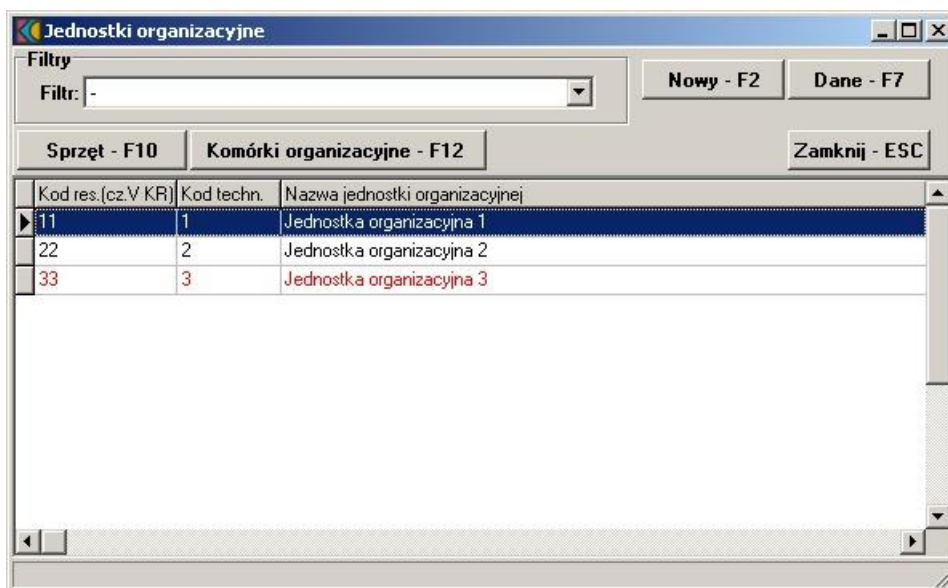 Jednostki organizacyjne
Filtry
Filtr: -
Nowy - F2
Dane - F7
Sprzęt - F10
Komórki organizacyjne - F12
Zamknij - ESC
Kod res.(cz.V KR) Kod techn. Nazwa jednostki organizacyjnej
11 1 Jednostka organizacyjna 1
22 2 Jednostka organizacyjna 2
33 3 Jednostka organizacyjna 3